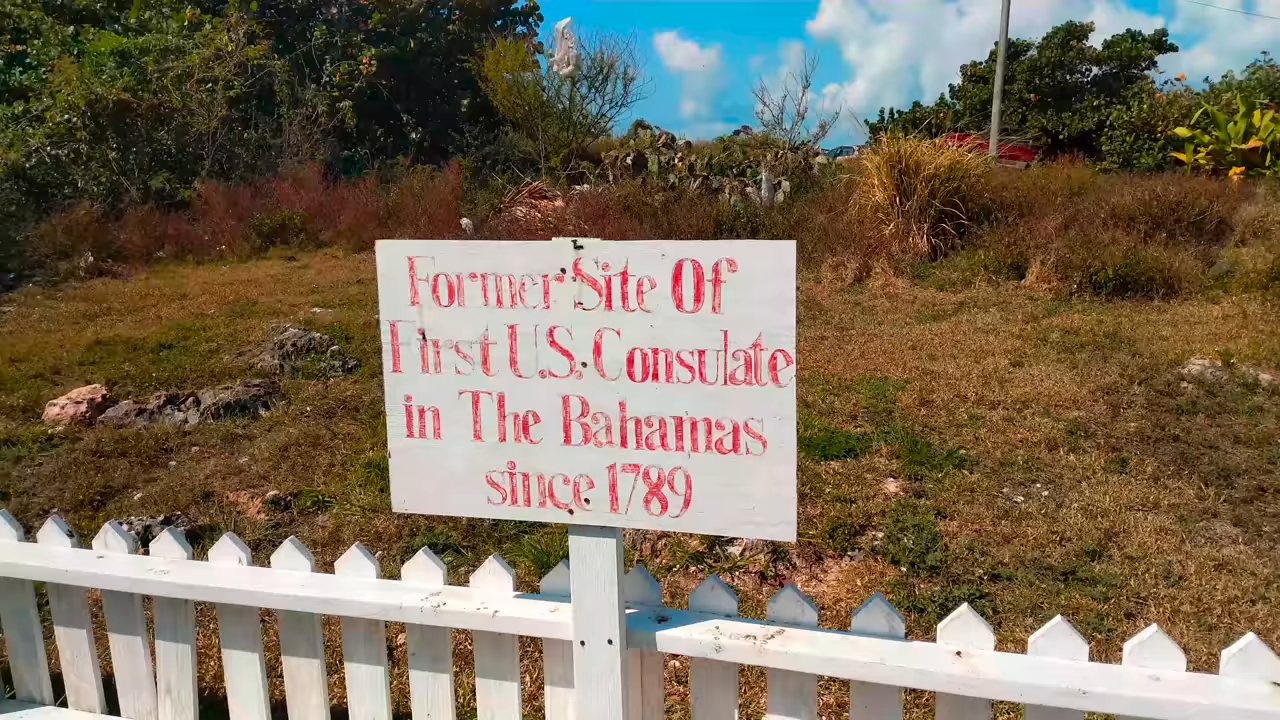 Former Site Of
First U.S. Consulate
in The Bahamas
since 1789